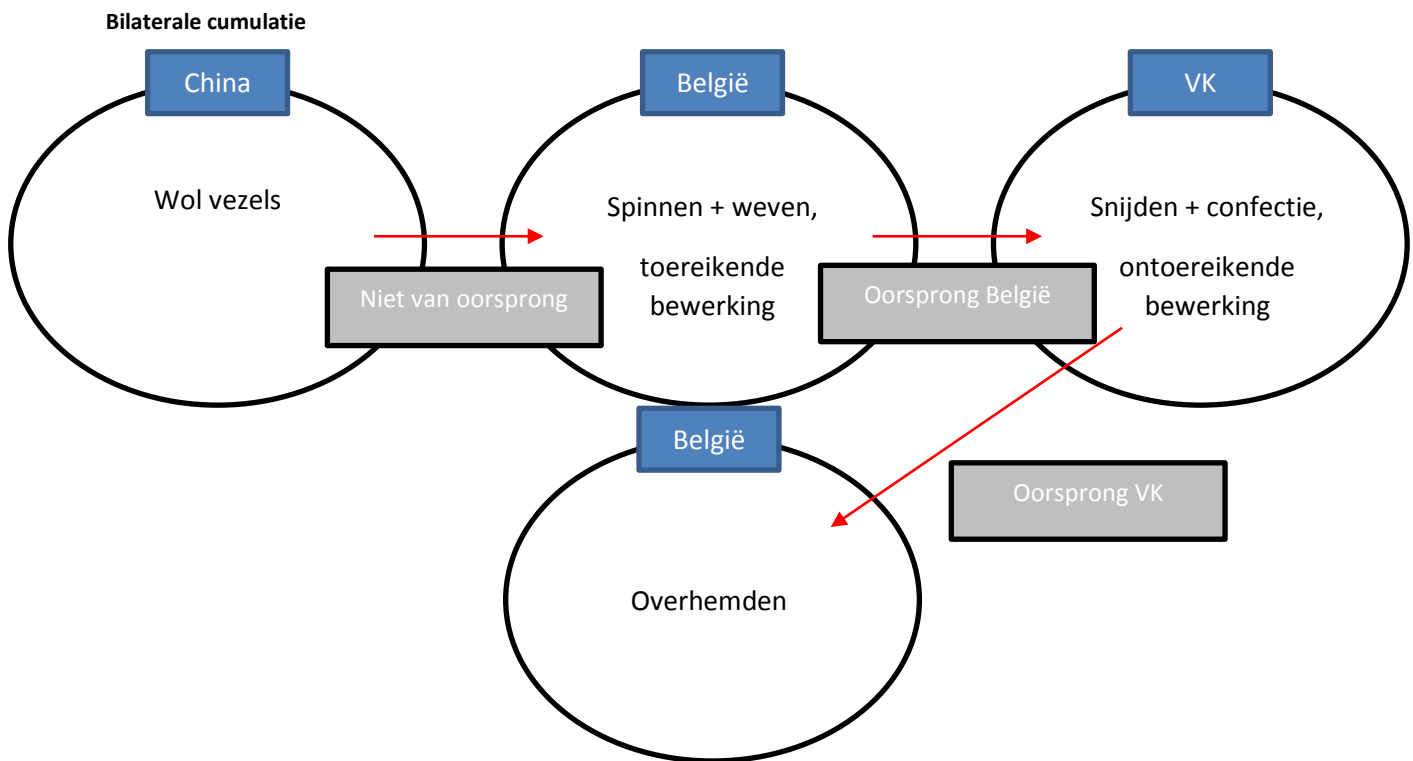 Bilaterale cumulatie
China
België
VK
Wol vezels
Spinnen + weven,
toereikende
bewerking
Snijden + confectie,
ontoereikende
bewerking
Niet van oorsprong
Oorsprong België
België
Oorsprong VK
Overhemden